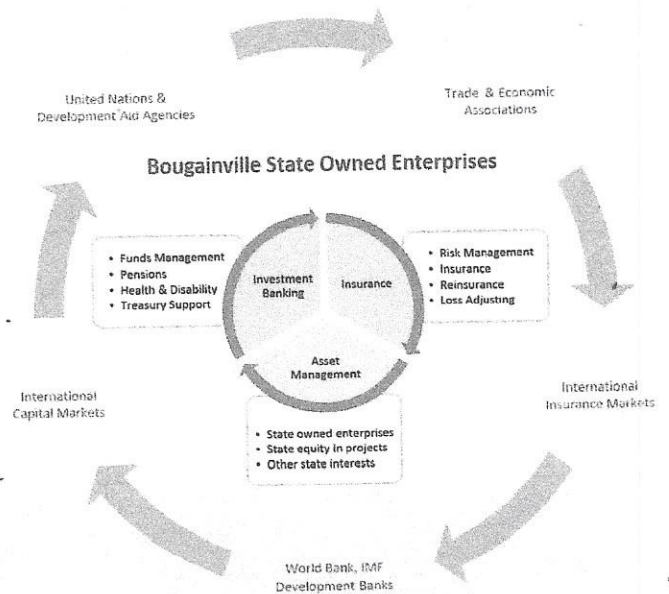 United Nations &
Development Aid Agencies
Trade & Economic
Associations
Bougainville State Owned Enterprises
• Funds Management
• Pensions
• Health & Disability
• Treasury Support
Investment
Banking
Insurance
• Risk Management
• Insurance
• Reinsurance
• Loss Adjusting
Asset
Management
International
Capital Markets
International
Insurance Markets
• State owned enterprises
• State equity in projects
• Other state interests
World Bank, IMF
Development Banks